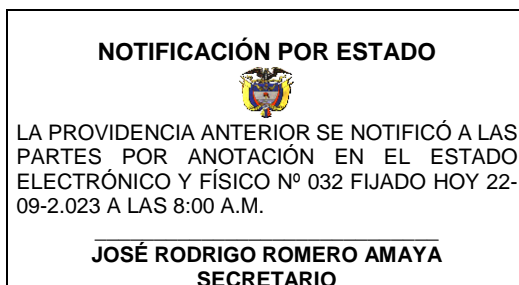 NOTIFICACIÓN POR ESTADO
LA PROVIDENCIA ANTERIOR SE NOTIFICÓ A LAS
PARTES POR ANOTACIÓN EN EL ESTADO
ELECTRÓNICO Y FÍSICO Nº 032 FIJADO HOY 22-
09-2.023 A LAS 8:00 A.M.
JOSÉ RODRIGO ROMERO AMAYA
SECRETARIO